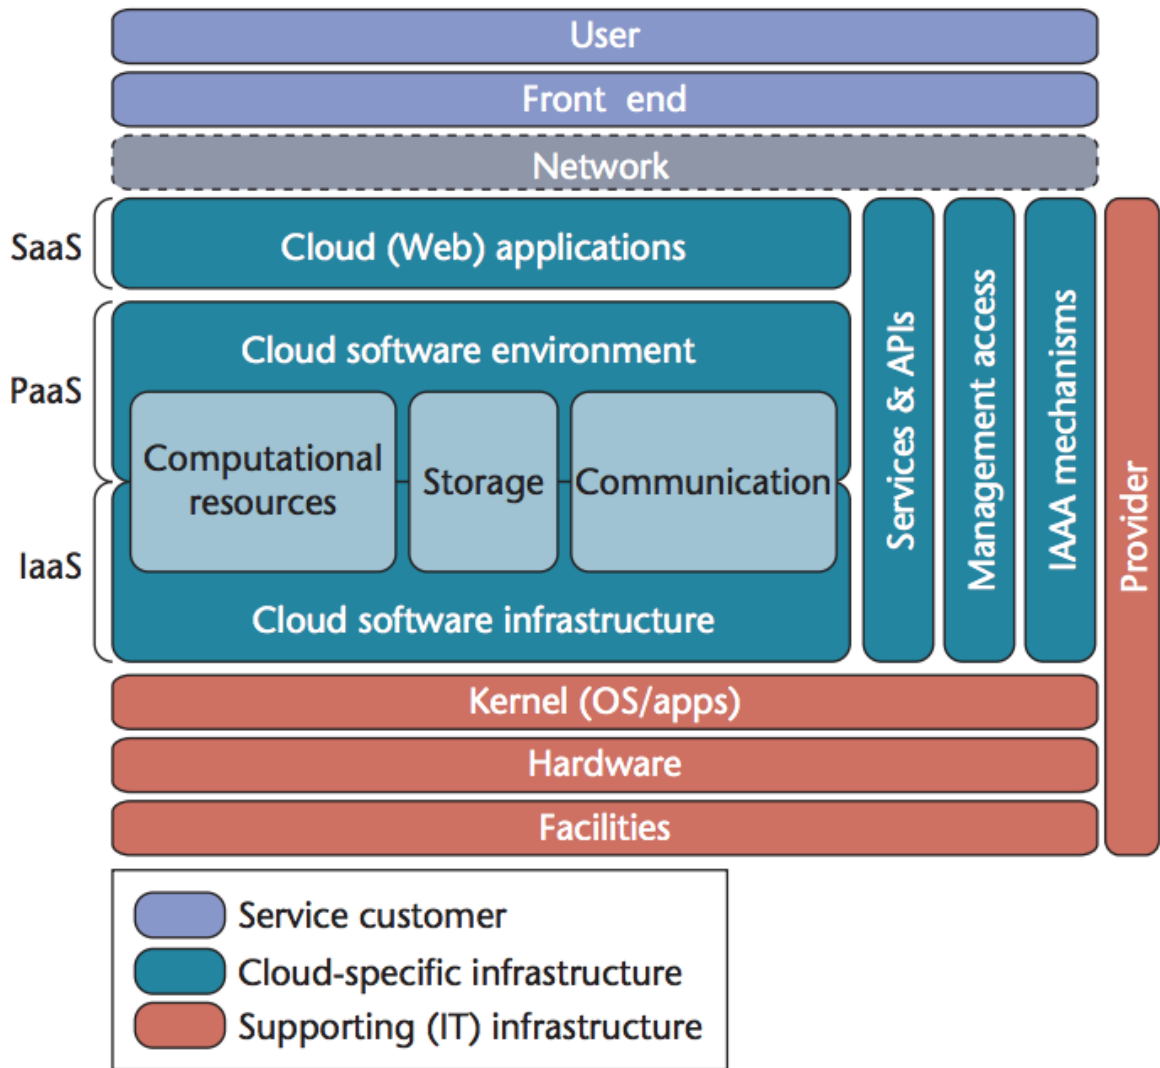 User
Front end
Network
SaaS
Cloud (Web) applications
PaaS
Cloud software environment
Computational
resources
Storage
Communication
IaaS
Cloud software infrastructure
Services & APIs
Management access
IAAA mechanisms
Provider
Kernel (OS/apps)
Hardware
Facilities
Service customer
Cloud-specific infrastructure
Supporting (IT) infrastructure